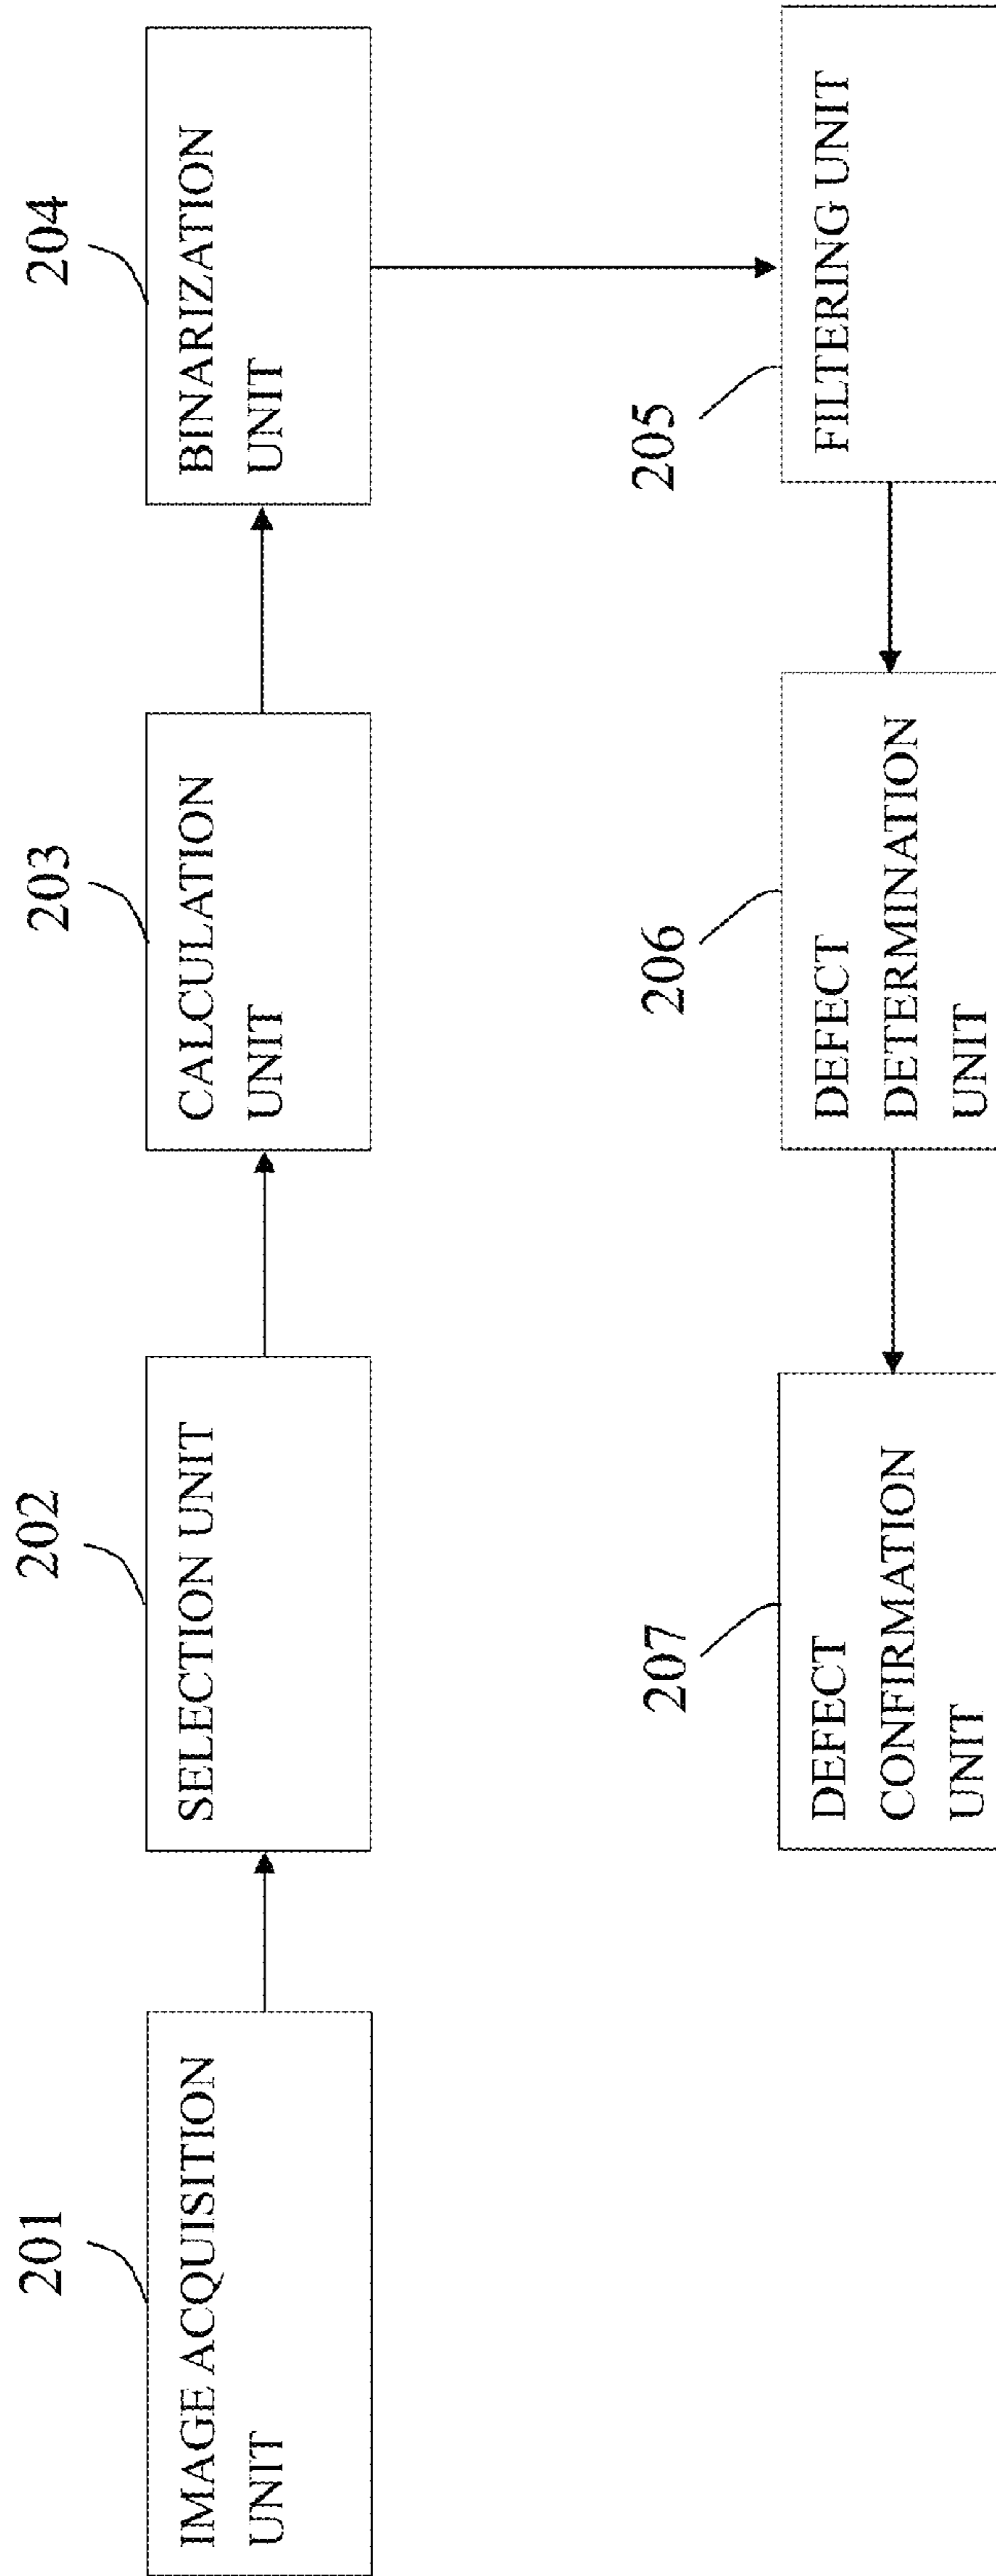 201
IMAGE ACQUISITION
UNIT
202
SELECTION UNIT
203
CALCULATION
UNIT
204
BINARIZATION
UNIT
205
FILTERING UNIT
206
DEFECT
DETERMINATION
UNIT
207
DEFECT
CONFIRMATION
UNIT